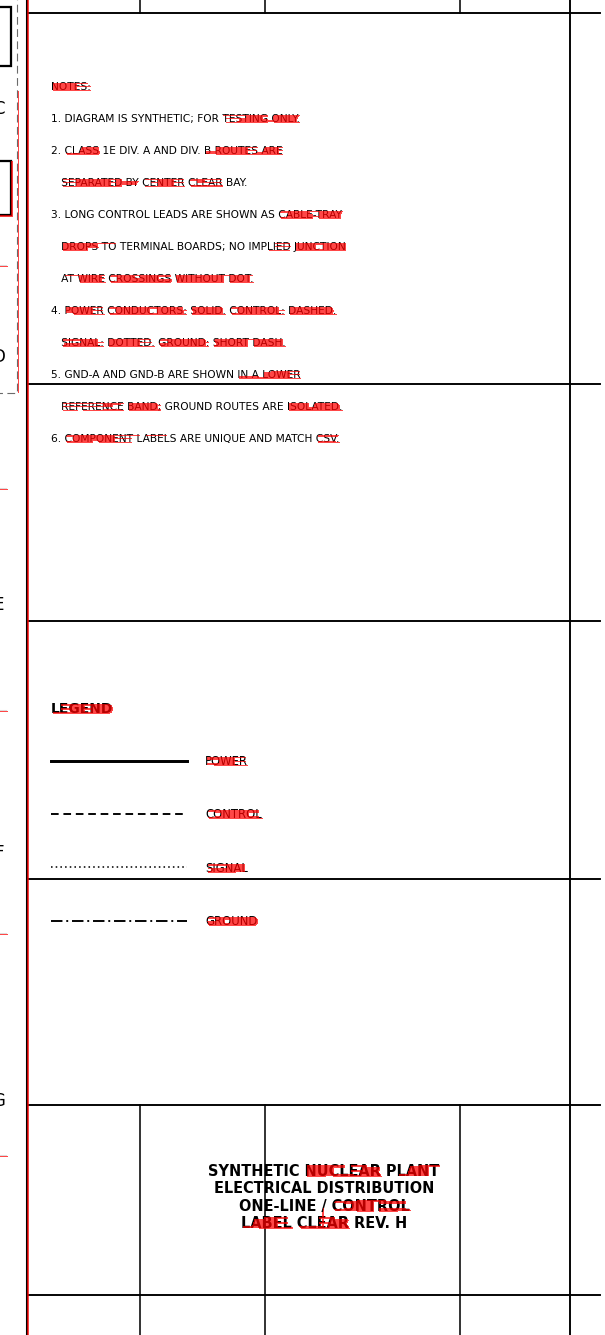 C
D
E
F
G
NOTES:
1. DIAGRAM IS SYNTHETIC; FOR TESTING ONLY
2. CLASS 1E DIV. A AND DIV. B ROUTES ARE
SEPARATED BY CENTER CLEAR BAY.
3. LONG CONTROL LEADS ARE SHOWN AS CABLE-TRAY
DROPS TO TERMINAL BOARDS; NO IMPLIED JUNCTION
AT WIRE CROSSINGS WITHOUT DOT.
4. POWER CONDUCTORS: SOLID. CONTROL: DASHED.
SIGNAL: DOTTED. GROUND: SHORT DASH.
5. GND-A AND GND-B ARE SHOWN IN A LOWER
REFERENCE BAND; GROUND ROUTES ARE ISOLATED.
6. COMPONENT LABELS ARE UNIQUE AND MATCH CSV.
LEGEND
POWER
CONTROL
SIGNAL
GROUND
SYNTHETIC NUCLEAR PLANT
ELECTRICAL DISTRIBUTION
ONE-LINE / CONTROL
LABEL CLEAR REV. H